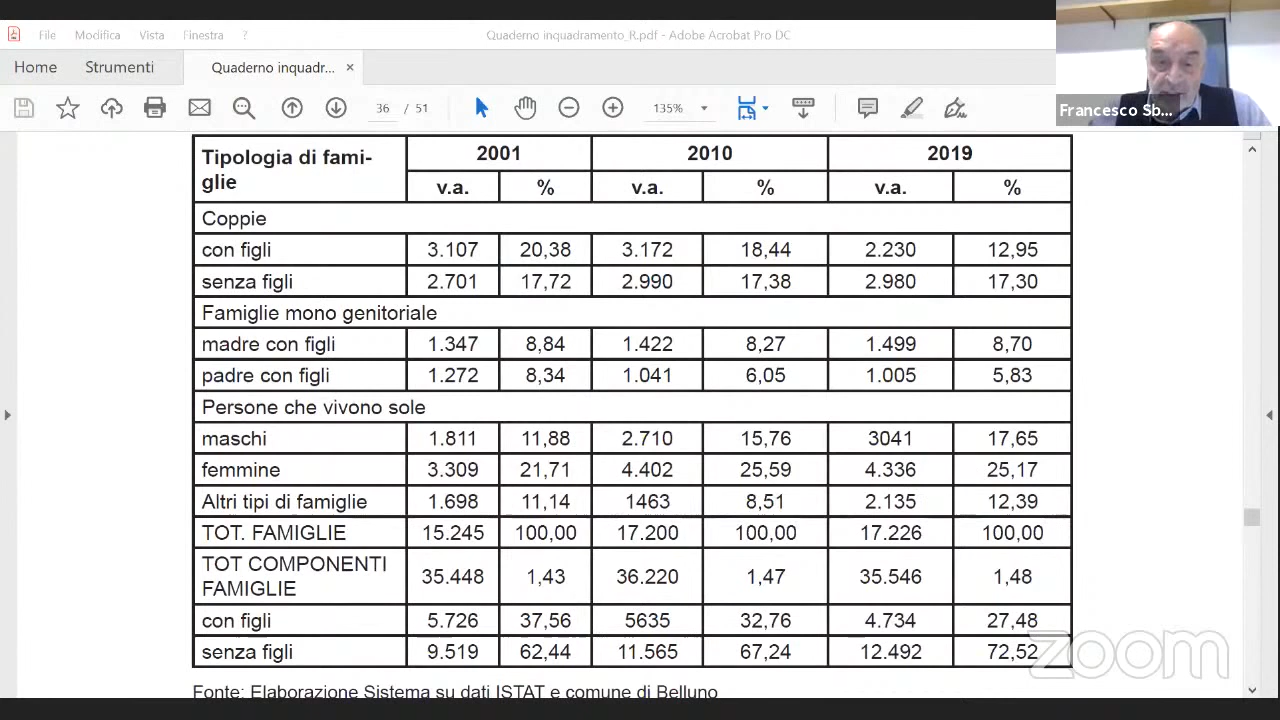 File Modifica Vista Finestra ?
Quaderno inquadramento_R.pdf - Adobe Acrobat Pro DC
Home Strumenti Quaderno inquadr... ×
36 / 51 135%
Francesco Sb...
Tipologia di fami-
glie
2001 2010 2019
v.a. % v.a. % v.a. %
Coppie
con figli 3.107 20,38 3.172 18,44 2.230 12,95
senza figli 2.701 17,72 2.990 17,38 2.980 17,30
Famiglie mono genitoriale
madre con figli 1.347 8,84 1.422 8,27 1.499 8,70
padre con figli 1.272 8,34 1.041 6,05 1.005 5,83
Persone che vivono sole
maschi 1.811 11,88 2.710 15,76 3041 17,65
femmine 3.309 21,71 4.402 25,59 4.336 25,17
Altri tipi di famiglie 1.698 11,14 1463 8,51 2.135 12,39
TOT. FAMIGLIE 15.245 100,00 17.200 100,00 17.226 100,00
TOT COMPONENTI
FAMIGLIE
35.448 1,43 36.220 1,47 35.546 1,48
con figli 5.726 37,56 5635 32,76 4.734 27,48
senza figli 9.519 62,44 11.565 67,24 12.492 72,52
zoom
Fonte: Elaborazione Sistema su dati ISTAT e comune di Belluno